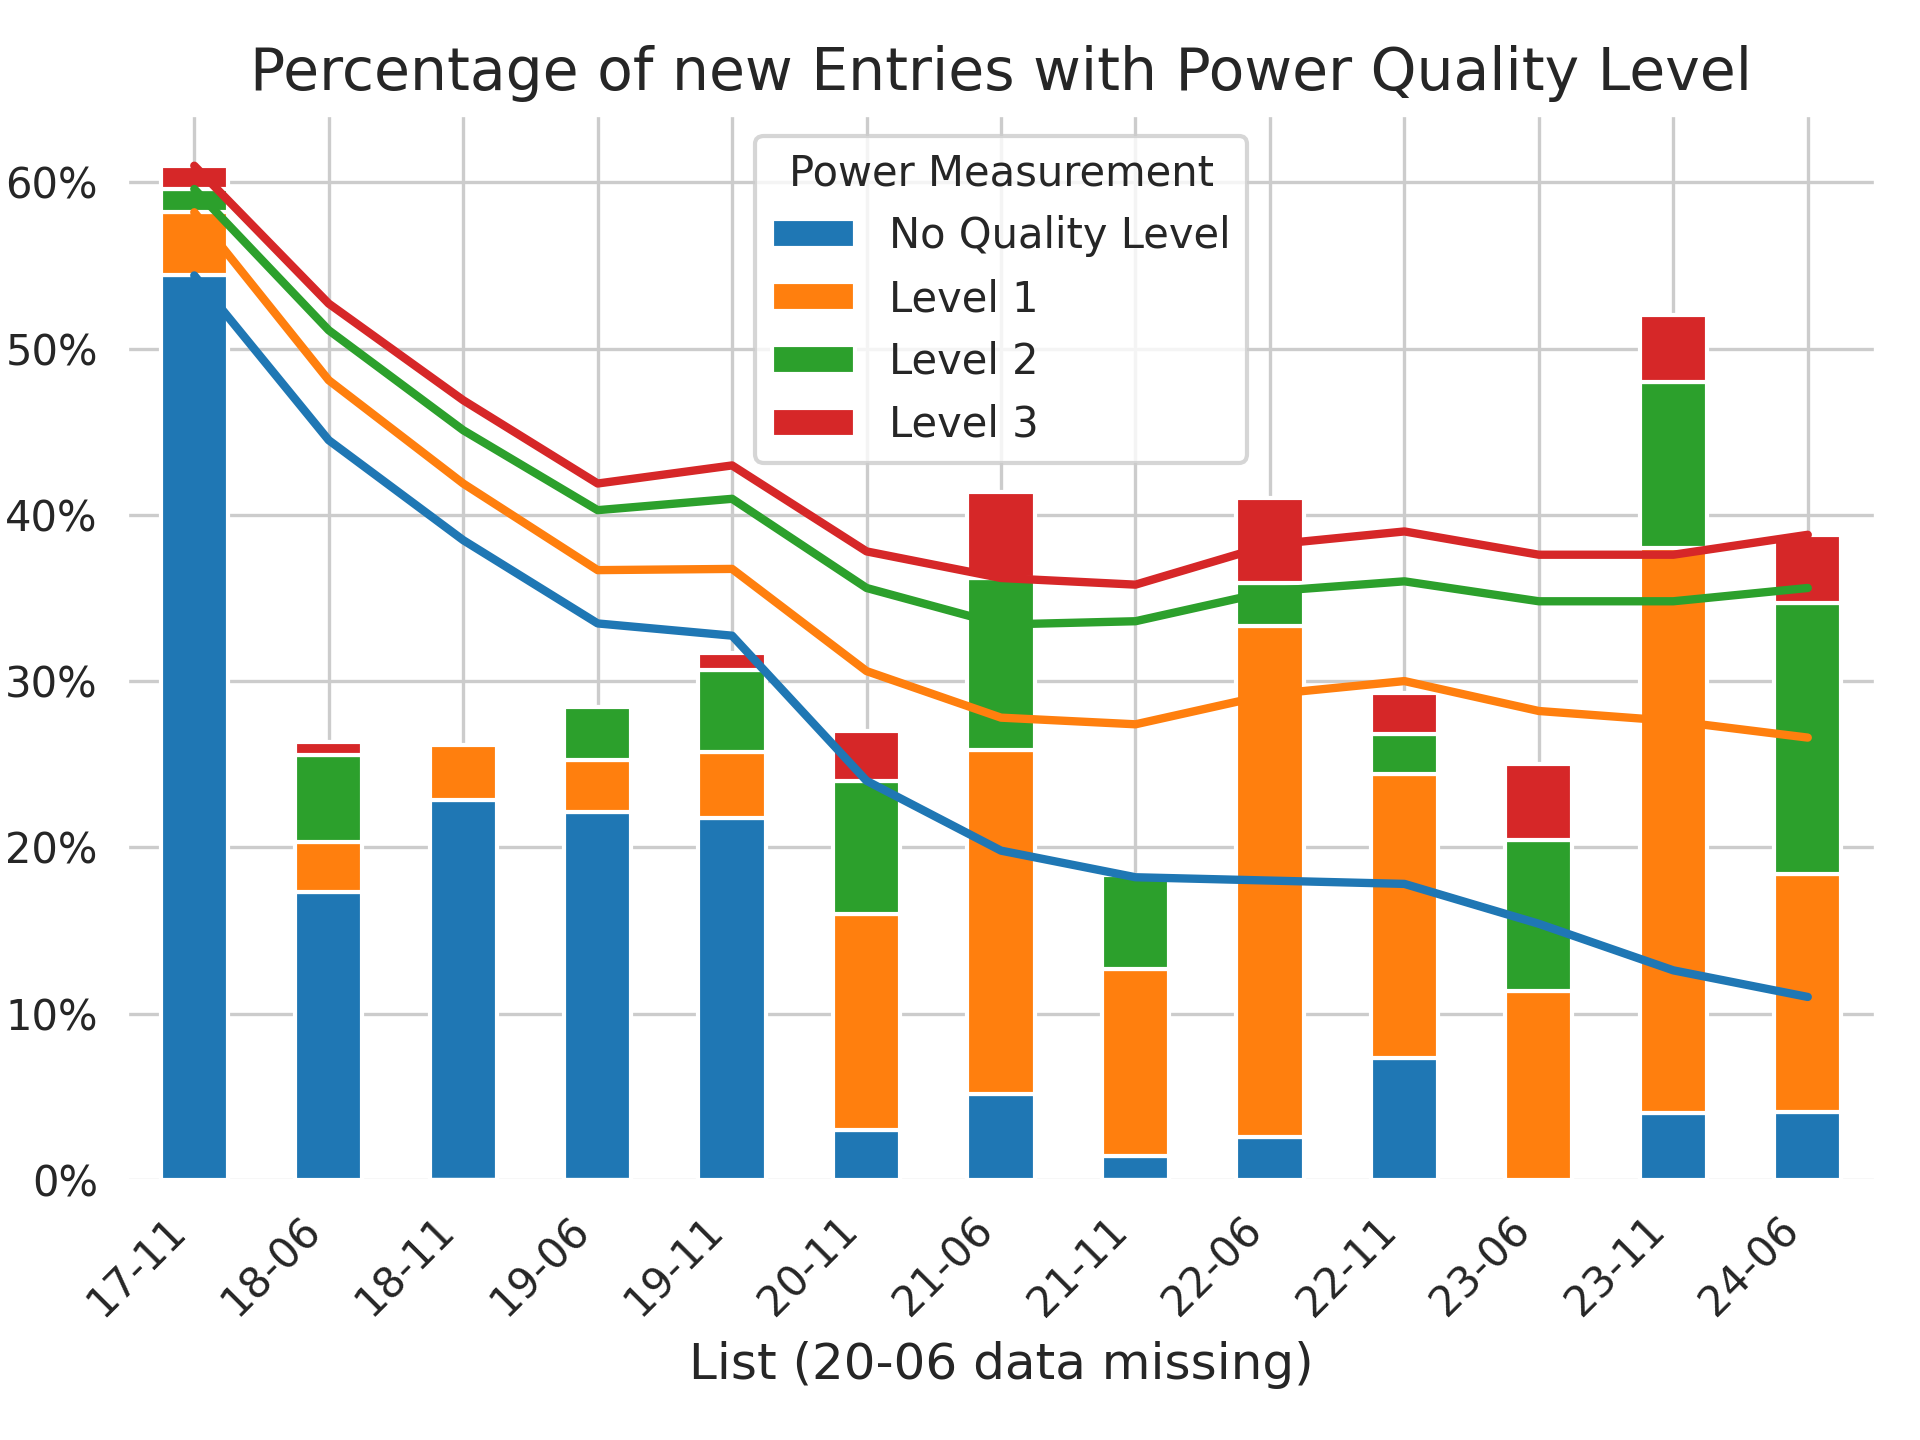 Percentage of new Entries with Power Quality Level
Power Measurement
No Quality Level
Level 1
Level 2
Level 3
60%
50%
40%
30%
20%
10%
0%
17-11
18-06
18-11
19-06
19-11
20-11
21-06
21-11
22-06
22-11
23-06
23-11
24-06
List (20-06 data missing)